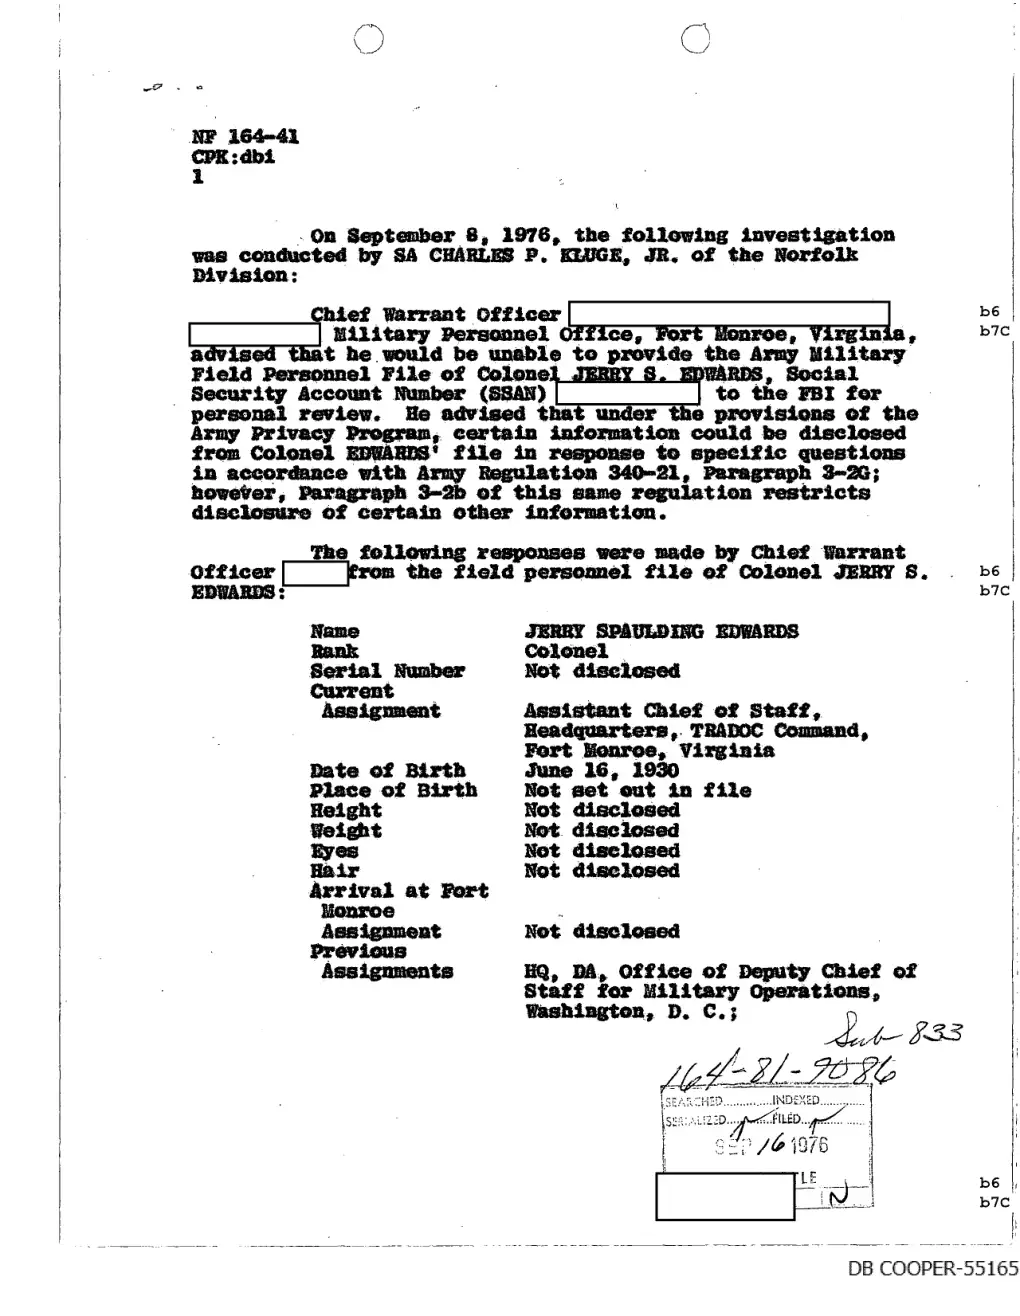 NF 164-41
CPK:dbi
1
On September 8, 1976, the following investigation
was conducted by SA CHARLES P. KLUGE, JR. of the Norfolk
Division:
Chief Warrant Officer
b6
Military Personnel Office, Fort Monroe, Virginia,
b7C
advised that he would be unable to provide the Army Military
Field Personnel File of Colonel JERRY S. EDWARDS, Social
Security Account Number (SSAN) to the FBI for
personal review. He advised that under the provisions of the
Army Privacy Program, certain information could be disclosed
from Colonel EDWARDS' file in response to specific questions
in accordance with Army Regulation 340-21, Paragraph 3-2G;
however, Paragraph 3-2b of this same regulation restricts
disclosure of certain other information.
The following responses were made by Chief Warrant
Officer from the field personnel file of Colonel JERRY S.
b6
EDWARDS:
b7C
Name JERRY SPAULDING EDWARDS
Rank Colonel
Serial Number Not disclosed
Current
Assignment Assistant Chief of Staff,
Headquarters, TRADOC Command,
Fort Monroe, Virginia
Date of Birth June 16, 1930
Place of Birth Not set out in file
Height Not disclosed
Weight Not disclosed
Eyes Not disclosed
Hair Not disclosed
Arrival at Fort
Monroe
Assignment Not disclosed
Previous
Assignments HQ, DA, Office of Deputy Chief of
Staff for Military Operations,
Washington, D. C.;
Sub-833
164-81-9086
SEARCHED..............INDEXED..............
SERIALIZED.......FILED..............
SEP 16 1976
TLE
b6
b7C
DB COOPER-55165